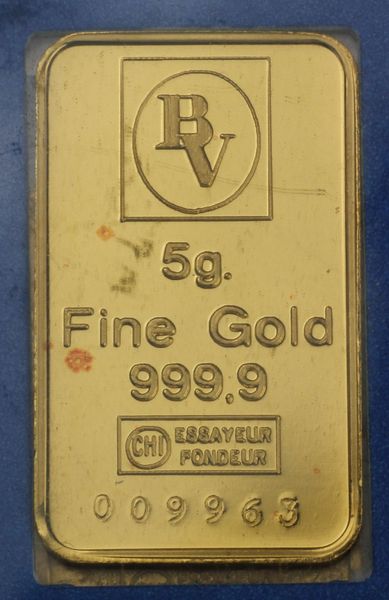 BV
5g.
Fine Gold
999,9
CHI ESSAYEUR
FONDEUR
009963